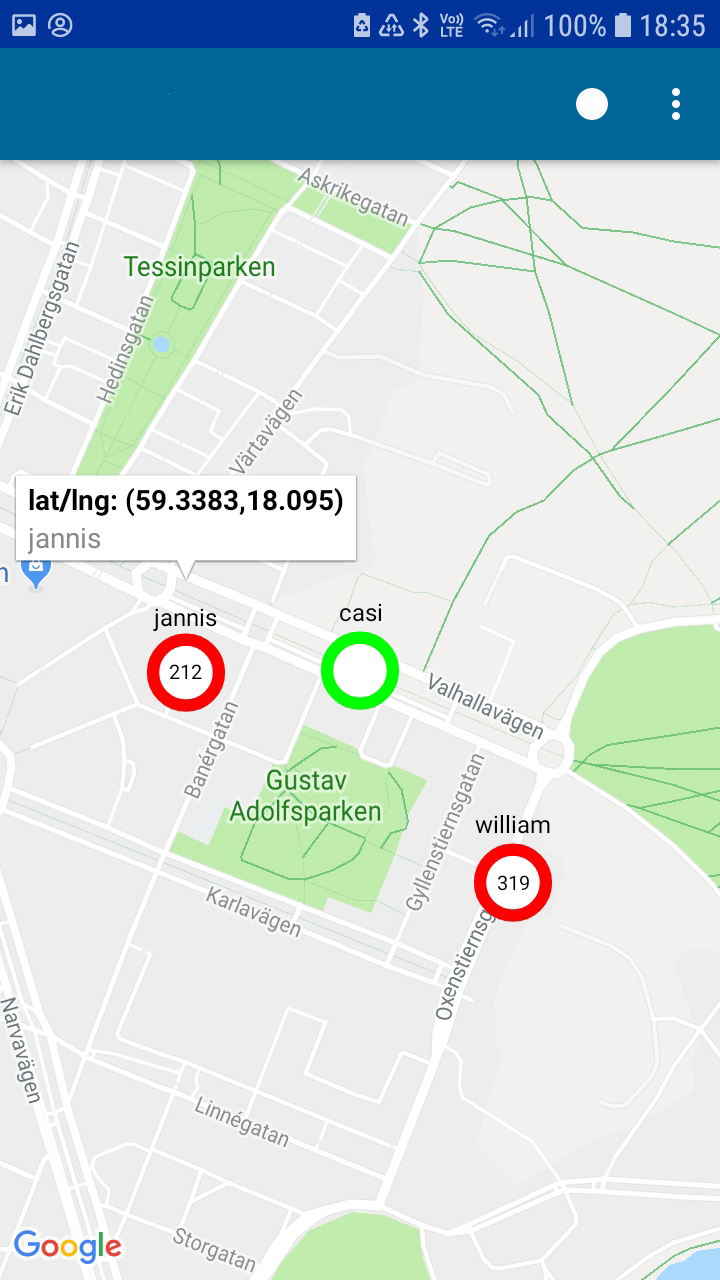 Vo))
LTE
100%
18:35
Askrikegatan
Tessinparken
Erik Dahlbergsgatan
Hedinsgatan
Värtavägen
lat/lng: (59.3383,18.095)
jannis
n
jannis
casi
212
Valhallavägen
Banérgatan
Gustav
Adolfsparken
Gyllenstiernsgatan
william
319
Karlavägen
Oxenstiernsg
Narvavägen
Linnégatan
Storgatan
Google